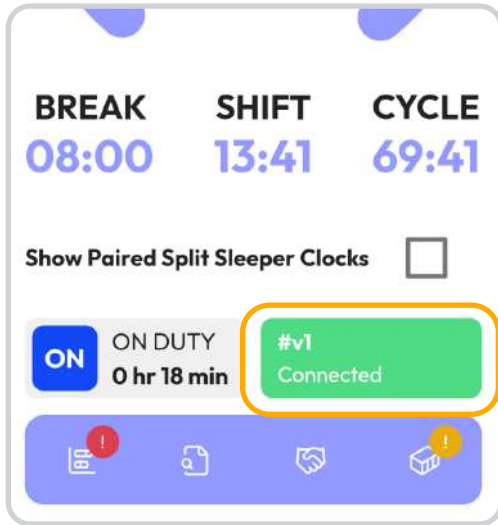 BREAK SHIFT CYCLE
08:00 13:41 69:41
Show Paired Split Sleeper Clocks
ON ON DUTY #v1
0 hr 18 min Connected
! !